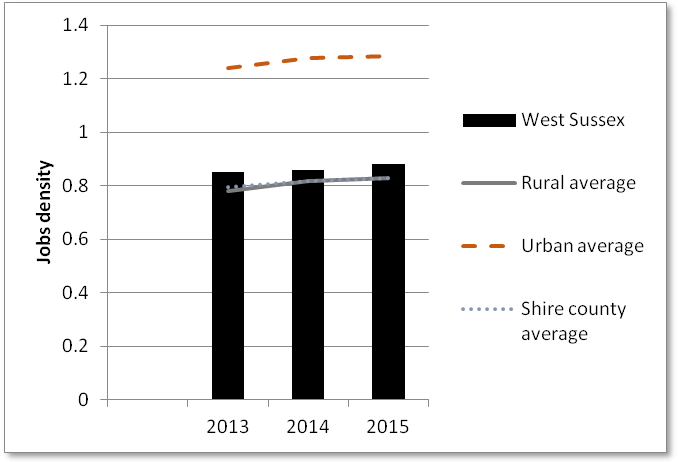 1.4
1.2
1
0.8
0.6
0.4
0.2
0
Jobs density
2013 2014 2015
West Sussex
Rural average
Urban average
Shire county
average